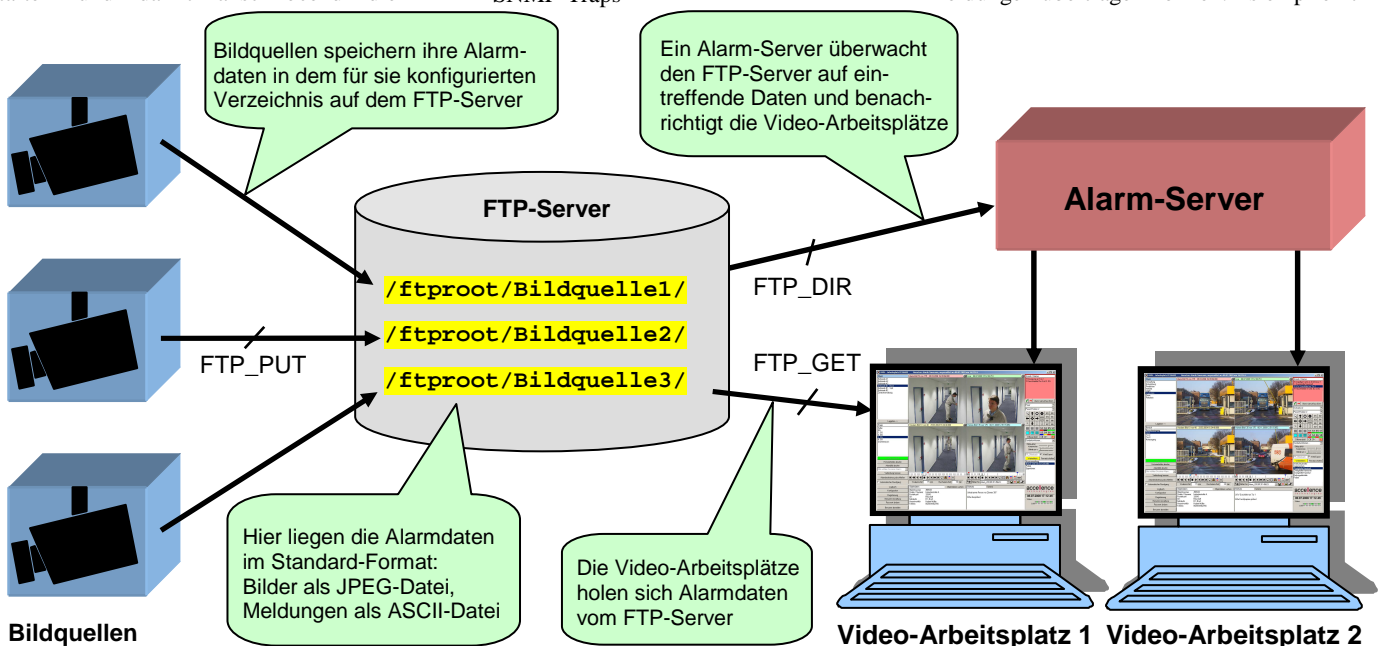 SNMP-Traps
Bildquellen speichern ihre Alarm-
daten in dem für sie konfigurierten
Verzeichnis auf dem FTP-Server
Ein Alarm-Server überwacht
den FTP-Server auf ein-
treffende Daten und benach-
richtigt die Video-Arbeitsplätze
Alarm-Server
FTP-Server
/ftproot/Bildquelle1/
/ftproot/Bildquelle2/
/ftproot/Bildquelle3/
FTP_DIR
FTP_PUT
FTP_GET
accellence
Hier liegen die Alarmdaten
im Standard-Format:
Bilder als JPEG-Datei,
Meldungen als ASCII-Datei
Die Video-Arbeitsplätze
holen sich Alarmdaten
vom FTP-Server
Bildquellen
Video-Arbeitsplatz 1
Video-Arbeitsplatz 2